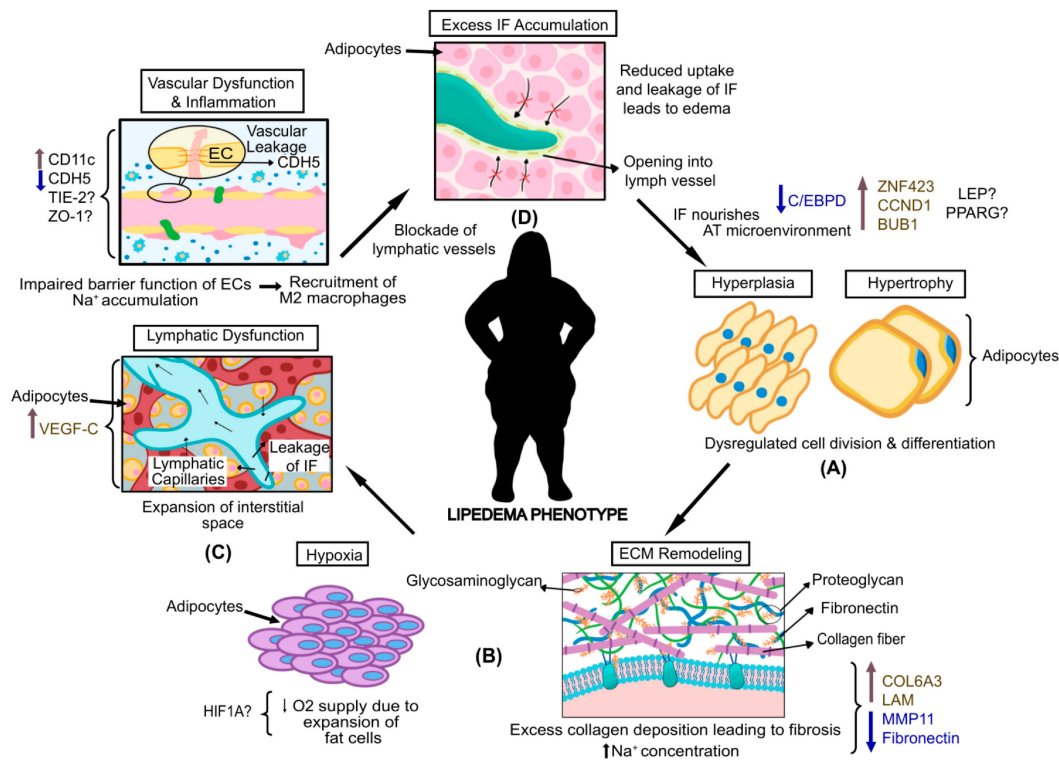 Excess IF Accumulation
Adipocytes
Reduced uptake
and leakage of IF
leads to edema
Opening into
lymph vessel
(D)
Vascular Dysfunction
& Inflammation
Vascular
Leakage
EC
CDH5
CD11c
CDH5
TIE-2?
ZO-1?
Impaired barrier function of ECs
Na⁺ accumulation
Recruitment of
M2 macrophages
Blockade of
lymphatic vessels
IF nourishes
AT microenvironment
C/EBPD
ZNF423
CCND1
BUB1
LEP?
PPARG?
Hyperplasia
Hypertrophy
Adipocytes
Dysregulated cell division & differentiation
(A)
Lymphatic Dysfunction
Adipocytes
VEGF-C
Lymphatic
Capillaries
Leakage
of IF
Expansion of interstitial
space
(C)
LIPEDEMA PHENOTYPE
Hypoxia
Adipocytes
HIF1A?
↓ O2 supply due to
expansion of
fat cells
(B)
ECM Remodeling
Glycosaminoglycan
Proteoglycan
Fibronectin
Collagen fiber
COL6A3
LAM
MMP11
Fibronectin
Excess collagen deposition leading to fibrosis
↑Na⁺ concentration